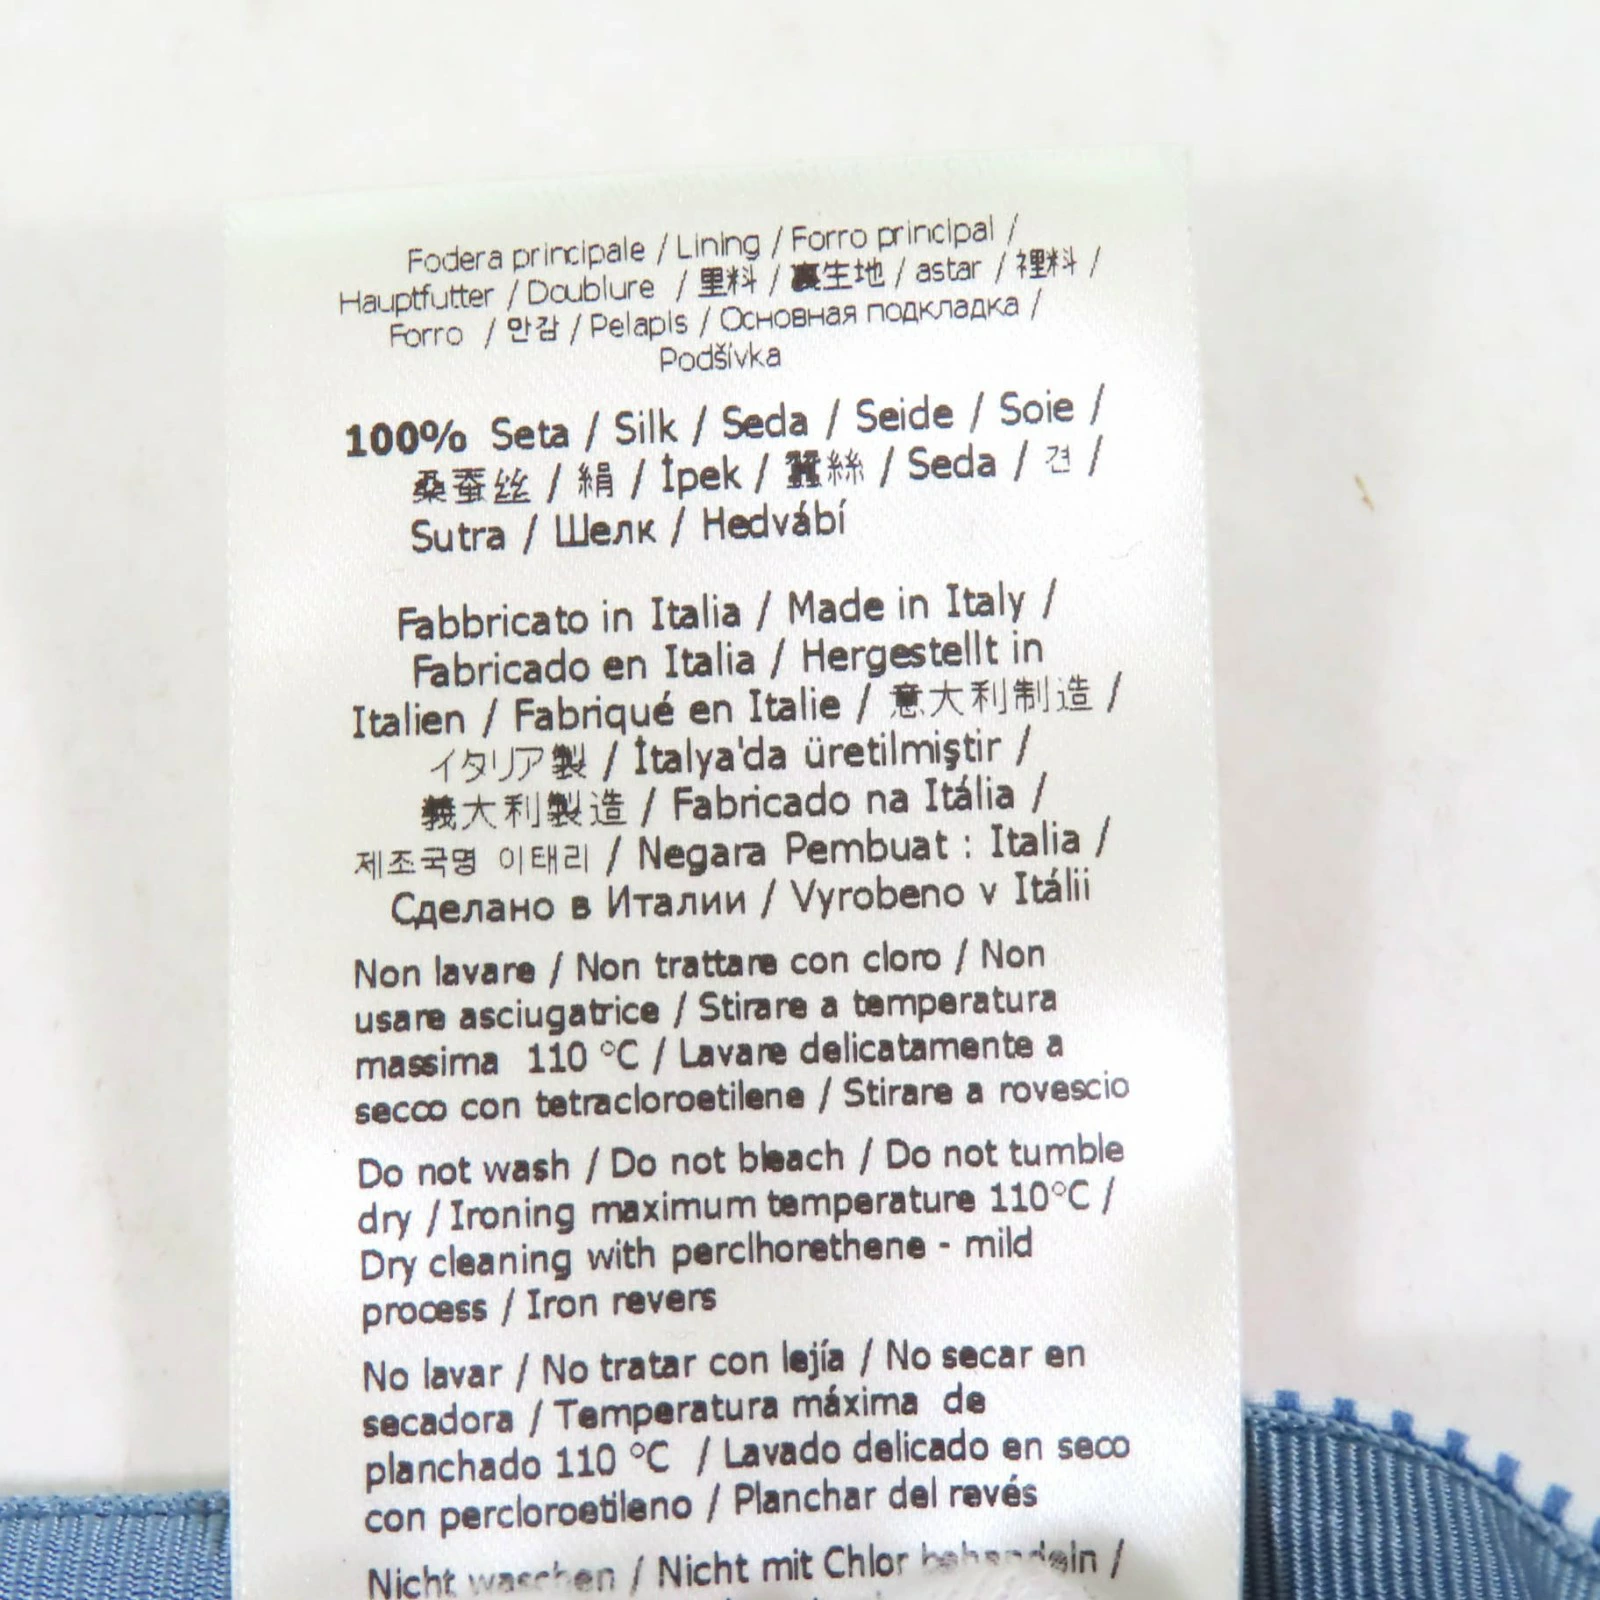 Fodera principale / Lining / Forro principal /
Hauptfutter / Doublure / 里料 / 裏生地 / astar / 裡料 /
Forro / 안감 / Pelapis / Основная подкладка /
Podšívka
100% Seta / Silk / Seda / Seide / Soie /
桑蚕丝 / 絹 / İpek / 蠶絲 / Seda / 견 /
Sutra / Шелк / Hedvábí
Fabbricato in Italia / Made in Italy /
Fabricado en Italia / Hergestellt in
Italien / Fabriqué en Italie / 意大利制造 /
イタリア製 / İtalya'da üretilmiştir /
義大利製造 / Fabricado na Itália /
제조국명 이태리 / Negara Pembuat : Italia /
Сделано в Италии / Vyrobeno v Itálii
Non lavare / Non trattare con cloro / Non
usare asciugatrice / Stirare a temperatura
massima 110 °C / Lavare delicatamente a
secco con tetracloroetilene / Stirare a rovescio
Do not wash / Do not bleach / Do not tumble
dry / Ironing maximum temperature 110°C /
Dry cleaning with perclhorethene - mild
process / Iron revers
No lavar / No tratar con lejía / No secar en
secadora / Temperatura máxima de
planchado 110 °C / Lavado delicado en seco
con percloroetileno / Planchar del revés
Nicht waschen / Nicht mit Chlor behandeln /